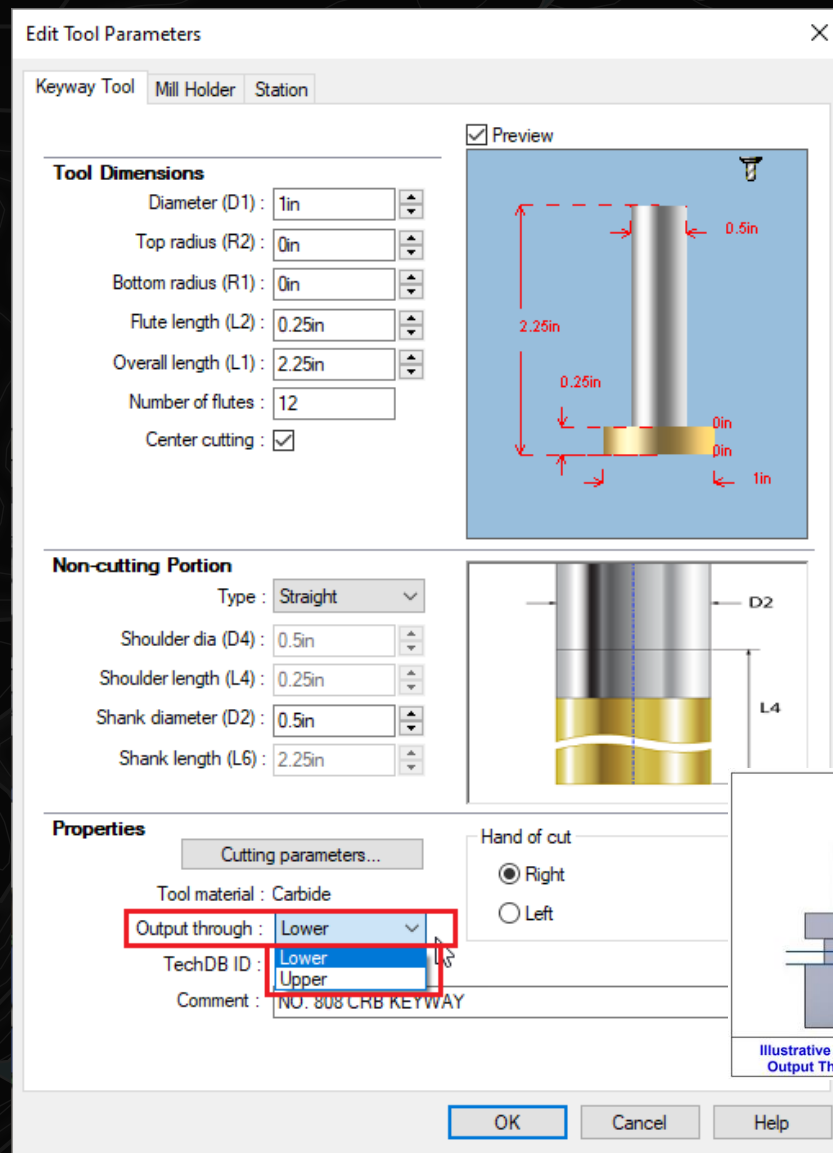 Edit Tool Parameters
Keyway Tool Mill Holder Station
Preview
Tool Dimensions
Diameter (D1) : 1in
Top radius (R2) : 0in
Bottom radius (R1) : 0in
Flute length (L2) : 0.25in
Overall length (L1) : 2.25in
Number of flutes : 12
Center cutting :
0.5in
2.25in
0.25in
0in
0in
1in
Non-cutting Portion
Type : Straight
Shoulder dia (D4) : 0.5in
Shoulder length (L4) : 0.25in
Shank diameter (D2) : 0.5in
Shank length (L6) : 2.25in
D2
L4
Properties
Cutting parameters...
Tool material : Carbide
Output through : Lower
Lower
Upper
TechDB ID :
Comment : NO. 808 CRB KEYWAY
Hand of cut
Right
Left
Illustrative
Output Th
OK Cancel Help